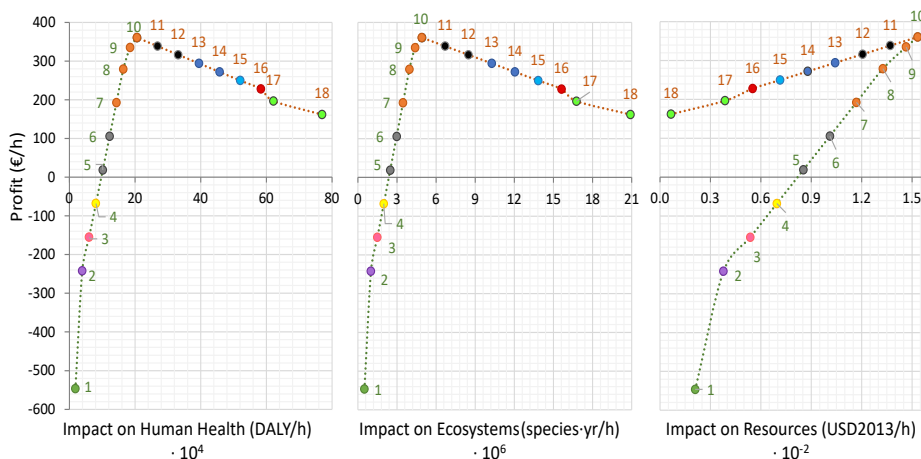 Profit (€/h)
400
300
200
100
0
-100
-200
-300
-400
-500
-600
0 20 40 60 80
1 2 3 4 5 6 7 8 9 10 11 12 13 14 15 16 17 18
Impact on Human Health (DALY/h)
· 10⁴
0 3 6 9 12 15 18 21
1 2 3 4 5 6 7 8 9 10 11 12 13 14 15 16 17 18
Impact on Ecosystems(species·yr/h)
· 10⁶
0.0 0.3 0.6 0.9 1.2 1.5
1 2 3 4 5 6 7 8 9 10 11 12 13 14 15 16 17 18
Impact on Resources (USD2013/h)
· 10⁻²